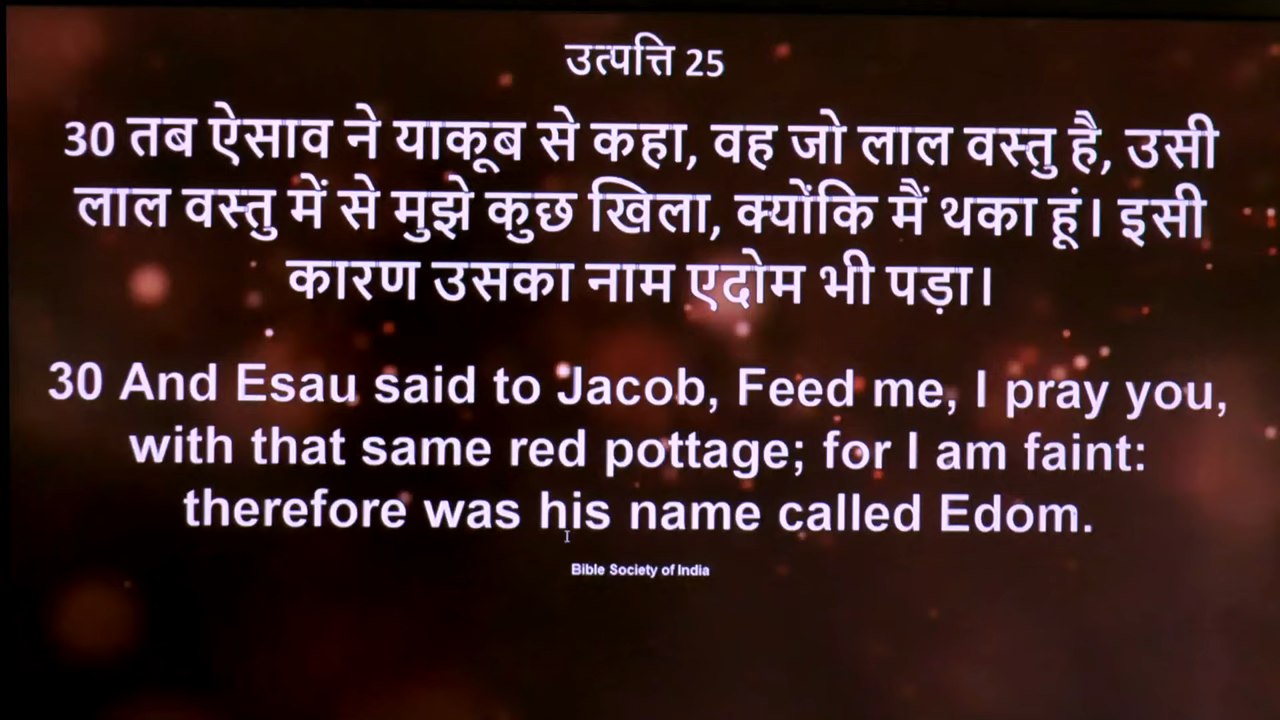 उत्पत्ति 25
30 तब ऐसाव ने याकूब से कहा, वह जो लाल वस्तु है, उसी
लाल वस्तु में से मुझे कुछ खिला, क्योंकि मैं थका हूं। इसी
कारण उसका नाम एदोम भी पड़ा।
30 And Esau said to Jacob, Feed me, I pray you,
with that same red pottage; for I am faint:
therefore was his name called Edom.
Bible Society of India